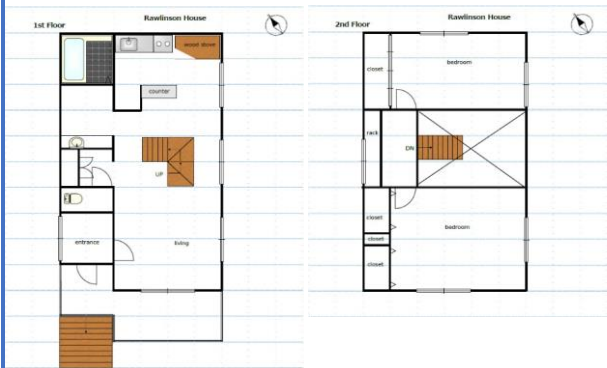 1st Floor
Rawlinson House
wood stove
counter
UP
entrance
living
2nd Floor
Rawlinson House
closet
bedroom
rack
DN
closet
bedroom
closet
closet